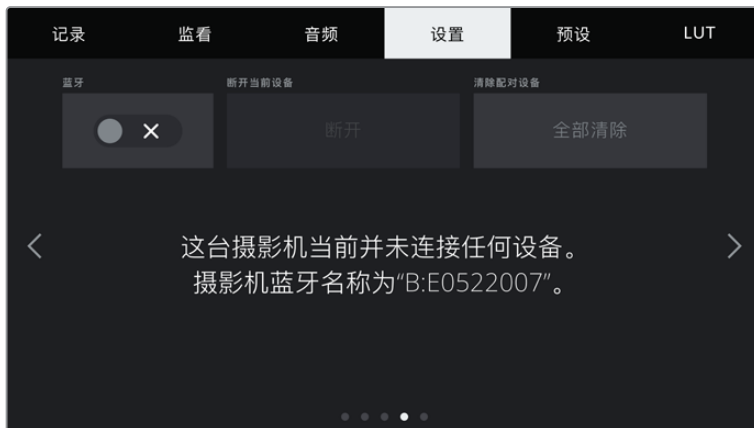 记录 监看 音频 设置 预设 LUT
蓝牙 断开当前设备 清除配对设备
断开 全部清除
这台摄影机当前并未连接任何设备。
摄影机蓝牙名称为“B:E0522007”。